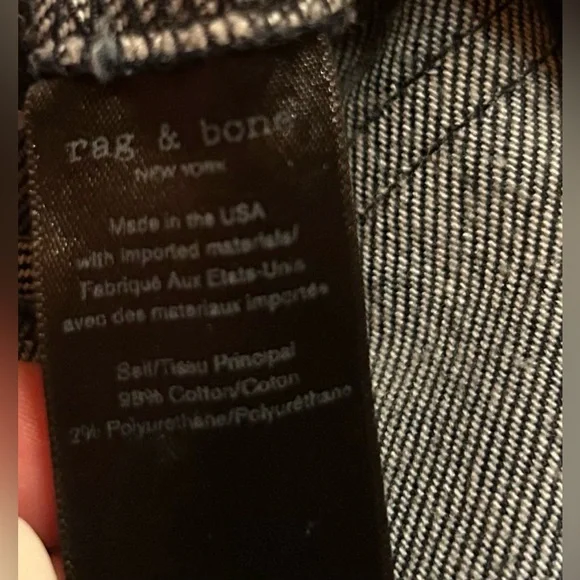 rag & bone
NEW YORK
Made in the USA
with imported materials/
Fabriqué Aux Etats-Unis
avec des materiaux importés
Self/Tissu Principal
98% Cotton/Coton
2% Polyurethane/Polyuréthane